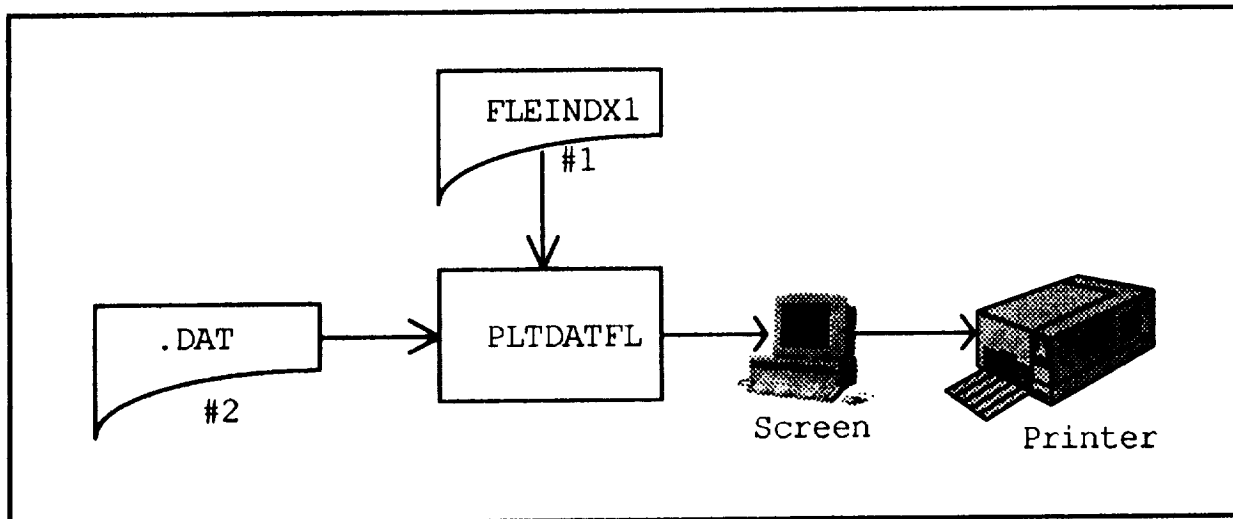 FLEINDX1
#1
.DAT
#2
PLTDATFL
Screen
Printer